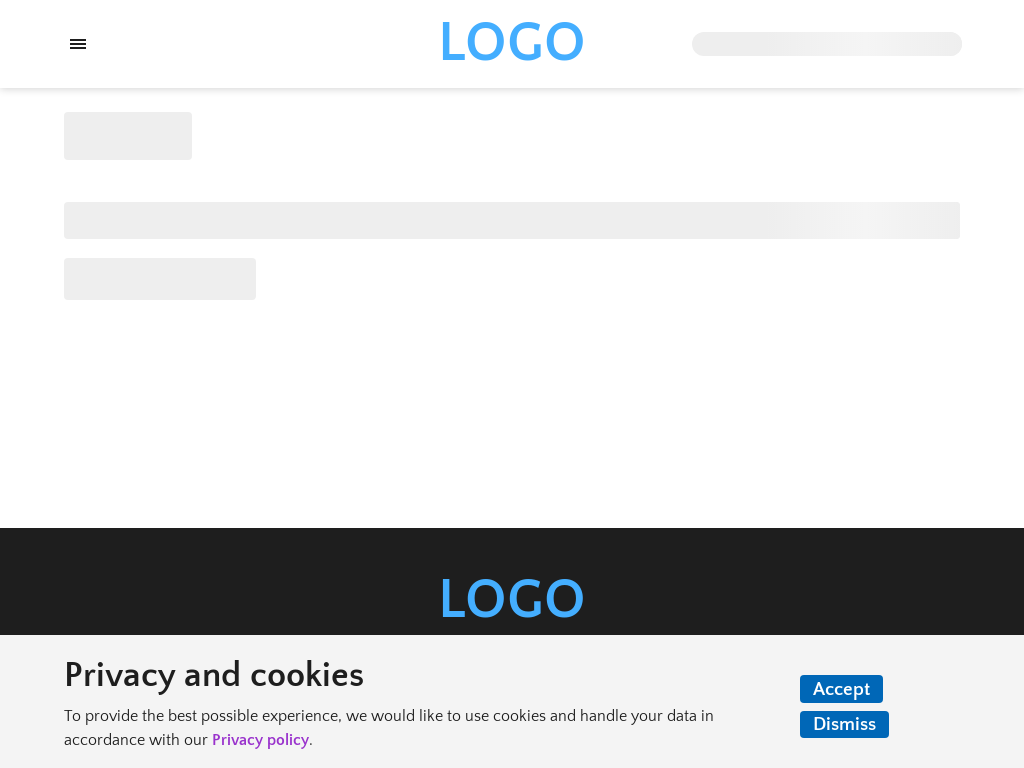 LOGO
LOGO
Privacy and cookies
To provide the best possible experience, we would like to use cookies and handle your data in
accordance with our Privacy policy.
Accept
Dismiss